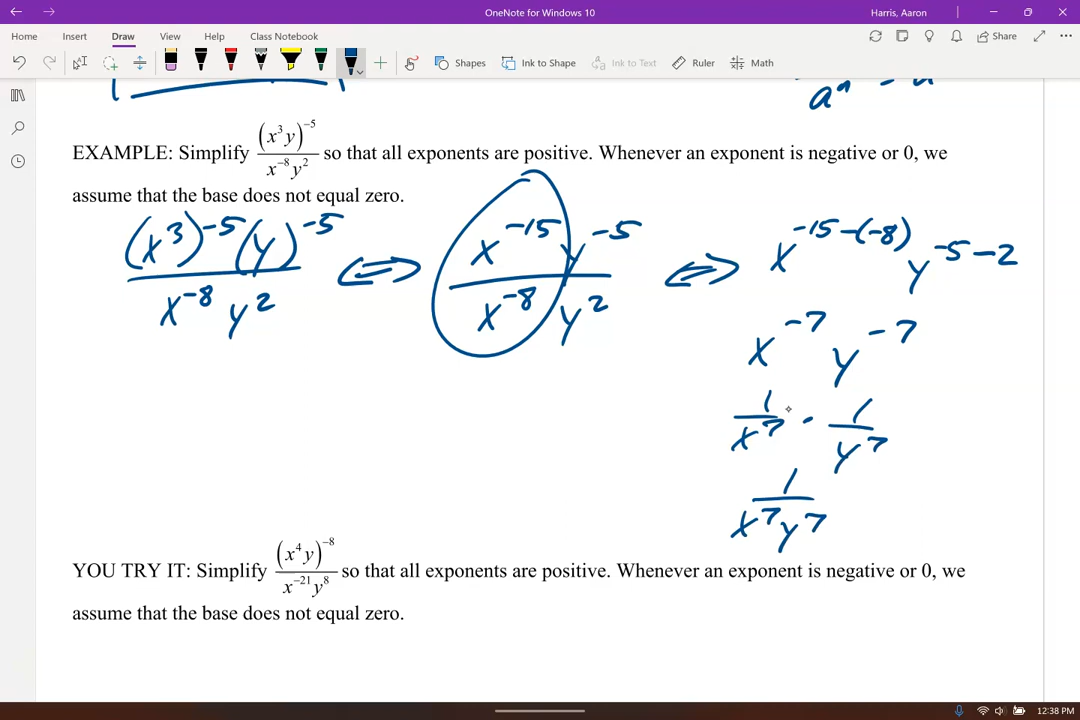 OneNote for Windows 10
Harris, Aaron
Home Insert Draw View Help Class Notebook
Share
Shapes Ink to Shape Ink to Text Ruler Math
aⁿ
EXAMPLE: Simplify (x³y)⁻⁵ / x⁻⁸y² so that all exponents are positive. Whenever an exponent is negative or 0, we
assume that the base does not equal zero.
(x³)⁻⁵(y)⁻⁵ / x⁻⁸y² ⟺ x⁻¹⁵y⁻⁵ / x⁻⁸y² ⟺ x^(-15-(-8)) y^(-5-2)
x⁻⁷ y⁻⁷
1/x⁷ · 1/y⁷
1/x⁷y⁷
YOU TRY IT: Simplify (x⁴y)⁻⁸ / x⁻²¹y⁸ so that all exponents are positive. Whenever an exponent is negative or 0, we
assume that the base does not equal zero.
12:38 PM